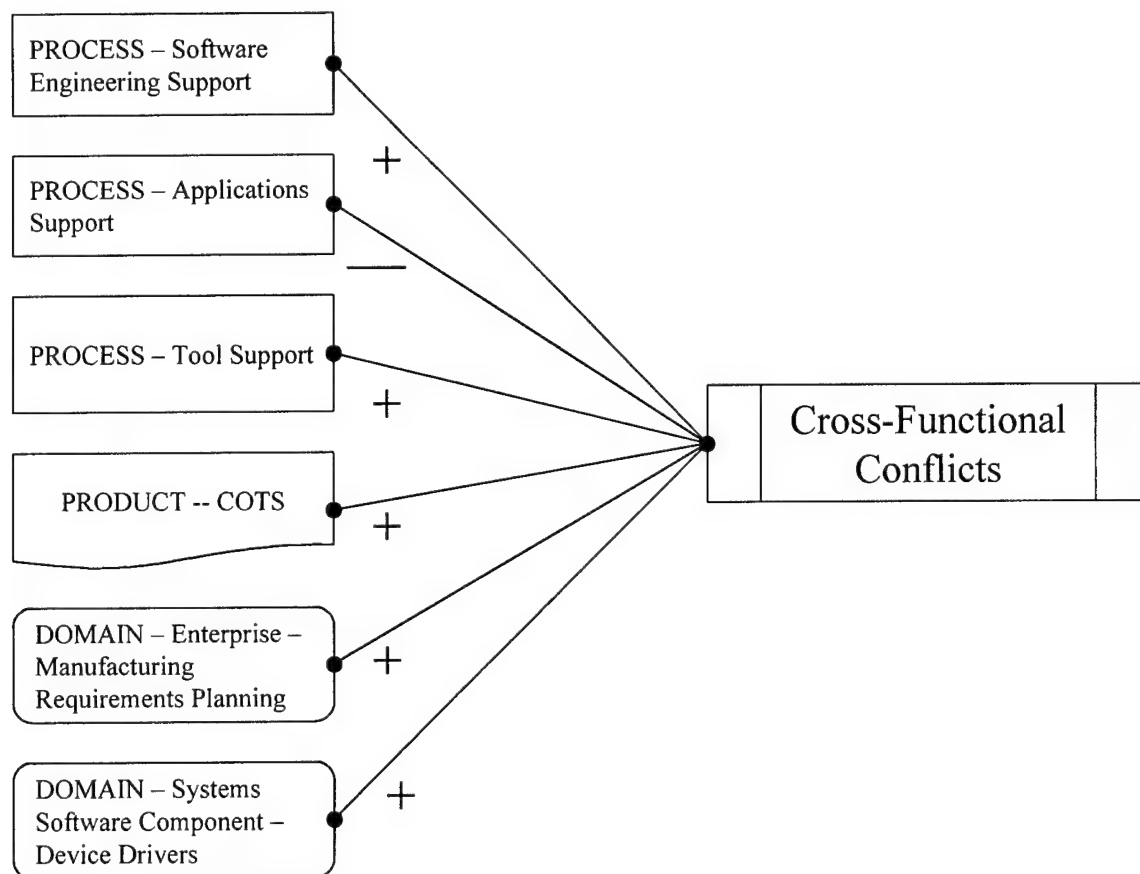 PROCESS – Software
Engineering Support
+
PROCESS – Applications
Support
—
PROCESS – Tool Support
+
Cross-Functional
Conflicts
PRODUCT -- COTS
+
DOMAIN – Enterprise –
Manufacturing
Requirements Planning
+
DOMAIN – Systems
Software Component –
Device Drivers
+